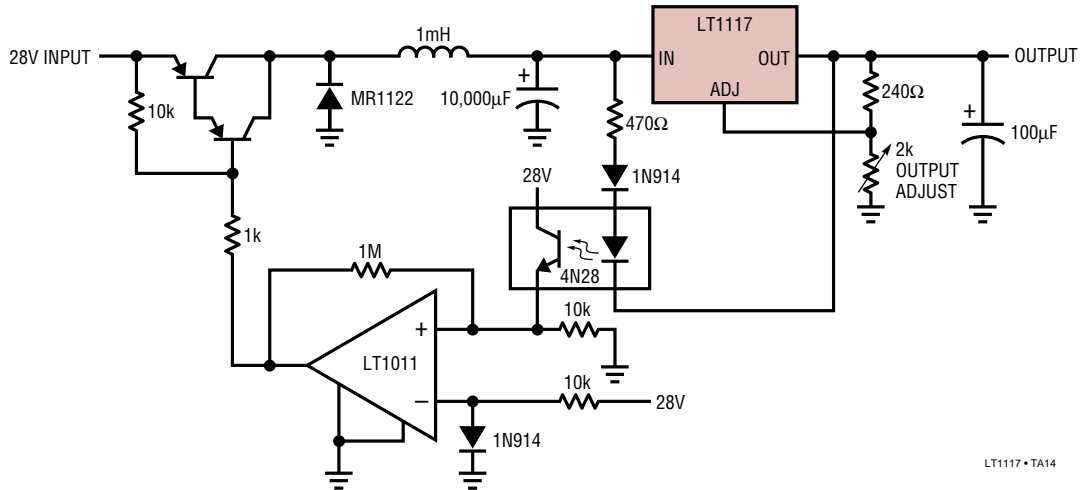 LT1117
1mH
28V INPUT
IN
OUT
OUTPUT
ADJ
MR1122
10,000µF
+
240Ω
10k
470Ω
+
100µF
28V
1N914
2k
OUTPUT
ADJUST
1k
1M
4N28
10k
+
LT1011
10k
–
28V
1N914
LT1117 • TA14